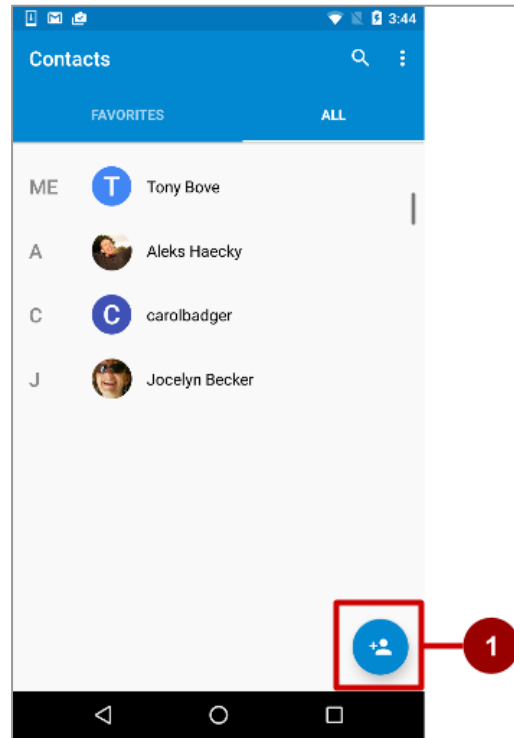 3:44
Contacts
FAVORITES ALL
ME T Tony Bove
A Aleks Haecky
C C carolbadger
J Jocelyn Becker
1